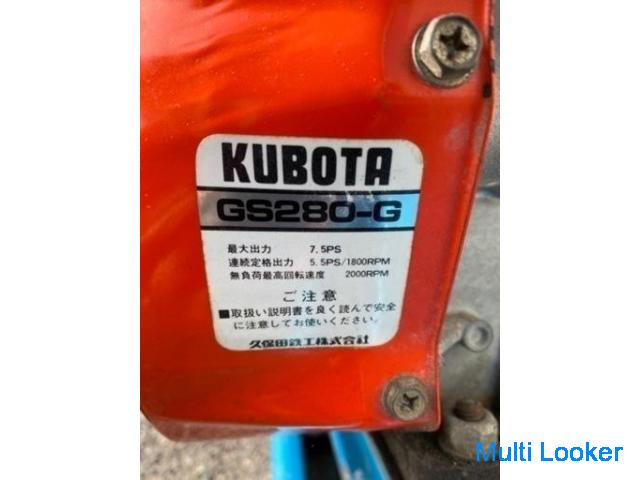 KUBOTA
GS280-G
最大出力 7.5PS
連続定格出力 5.5PS/1800RPM
無負荷最高回転速度 2000RPM
ご注意
■取扱い説明書を良く読んで安全
に注意してお使いください。
久保田鉄工株式会社
Multi Looker